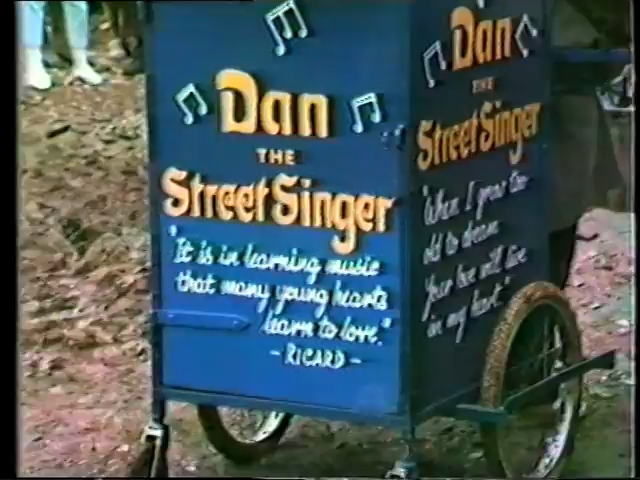 Dan
THE
Street Singer
"It is in learning music
that many young hearts
learn to love."
- RICARD -
Dan
THE
Street Singer
"When I grow too
old to dream
Your love will live
in my heart."